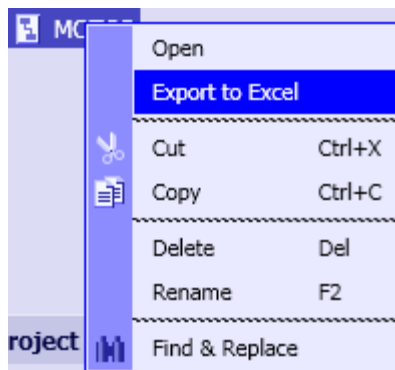 Open
Export to Excel
Cut Ctrl+X
Copy Ctrl+C
Delete Del
Rename F2
roject
Find & Replace